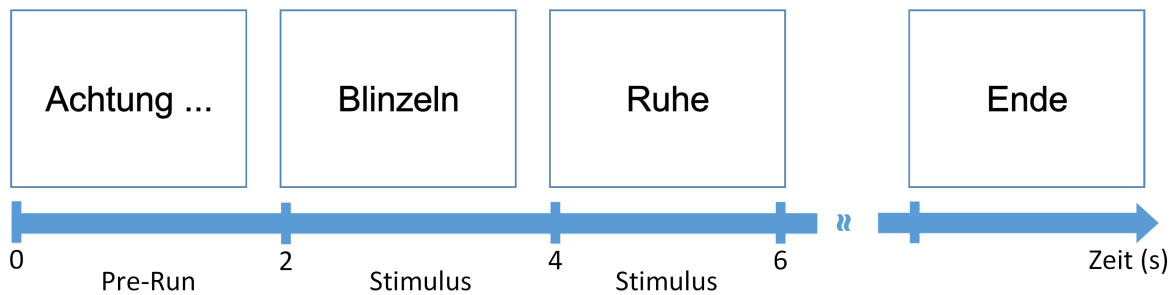 Achtung ...
Blinzeln
Ruhe
Ende
0
2
4
6
Zeit (s)
Pre-Run
Stimulus
Stimulus